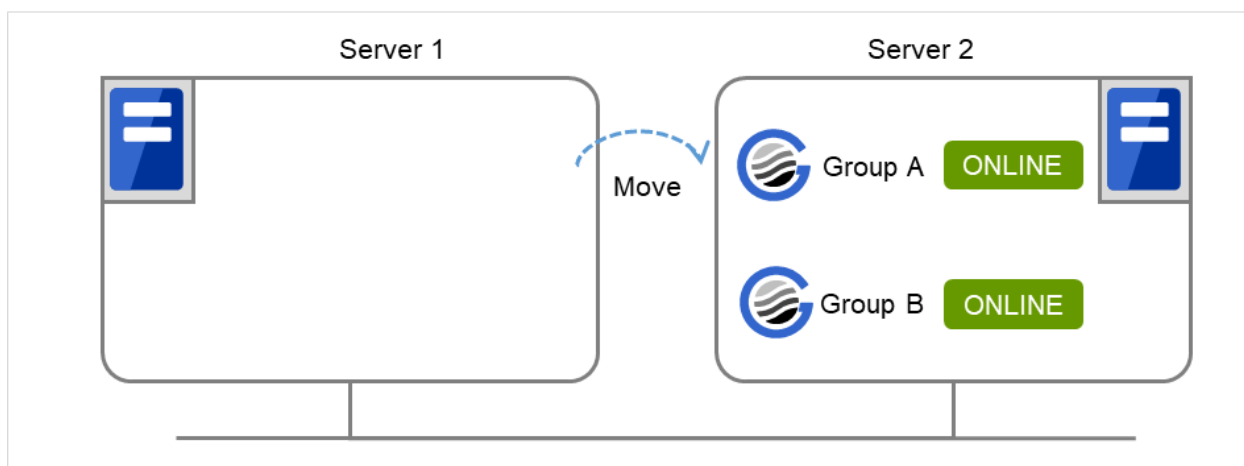 Server 1
Server 2
Move
Group A
ONLINE
Group B
ONLINE